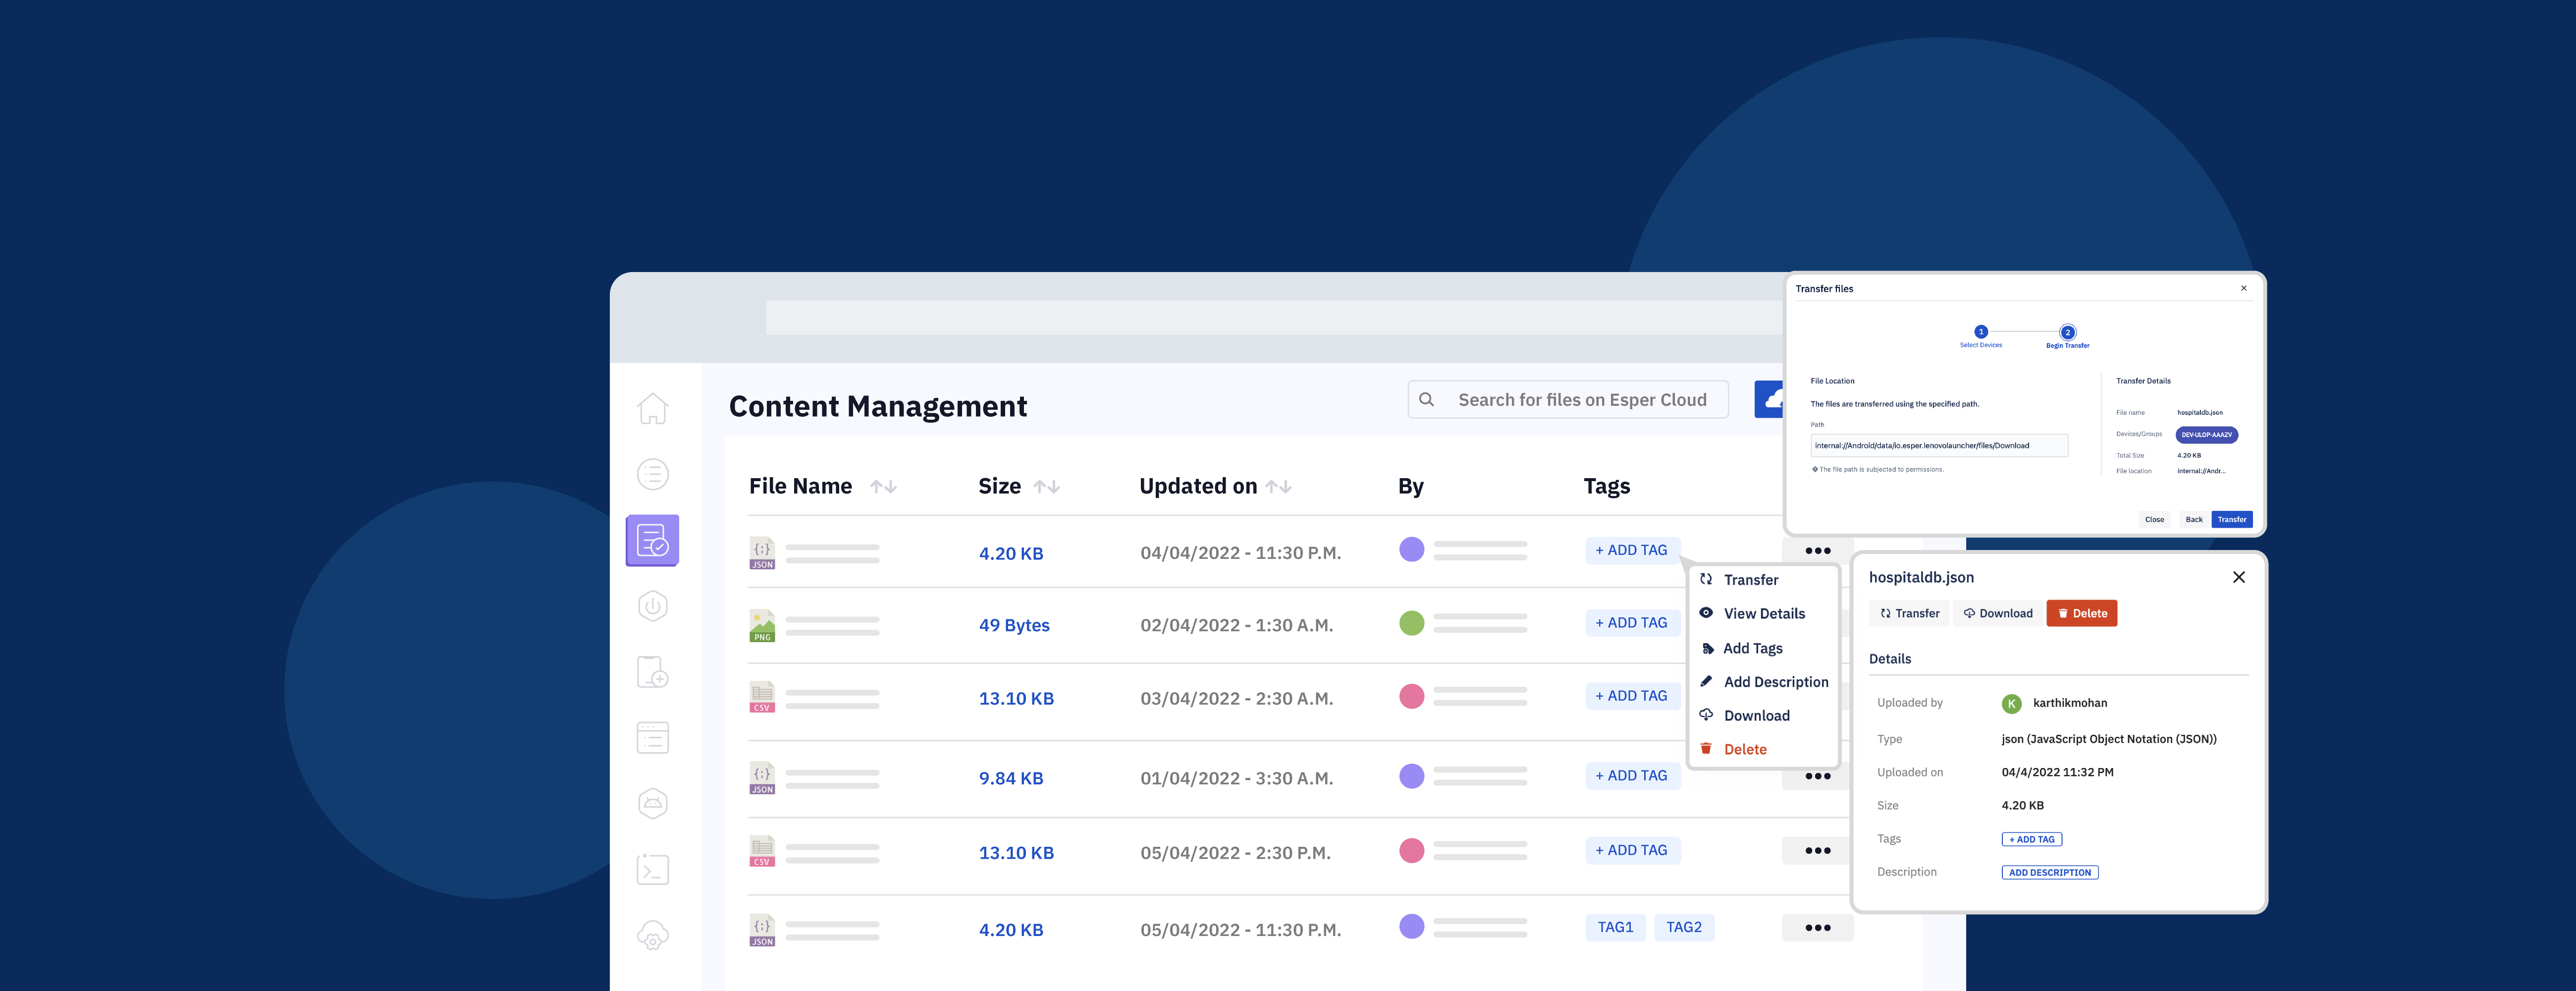 Content Management
Search for files on Esper Cloud
File Name Size Updated on By Tags
JSON 4.20 KB 04/04/2022 - 11:30 P.M. + ADD TAG
PNG 49 Bytes 02/04/2022 - 1:30 A.M. + ADD TAG
CSV 13.10 KB 03/04/2022 - 2:30 A.M. + ADD TAG
JSON 9.84 KB 01/04/2022 - 3:30 A.M. + ADD TAG
CSV 13.10 KB 05/04/2022 - 2:30 P.M. + ADD TAG
JSON 4.20 KB 05/04/2022 - 11:30 P.M. TAG1 TAG2
Transfer
View Details
Add Tags
Add Description
Download
Delete
Transfer files
1 2
Select Devices Begin Transfer
File Location
The files are transferred using the specified path.
Path
internal://Android/data/io.esper.lenovolauncher/files/Download
The file path is subjected to permissions.
Transfer Details
File name hospitaldb.json
Devices/Groups DEV-ULOP-AAAZV
Total Size 4.20 KB
File location internal://Andr...
Close Back Transfer
hospitaldb.json
Transfer Download Delete
Details
Uploaded by K karthikmohan
Type json (JavaScript Object Notation (JSON))
Uploaded on 04/4/2022 11:32 PM
Size 4.20 KB
Tags + ADD TAG
Description ADD DESCRIPTION